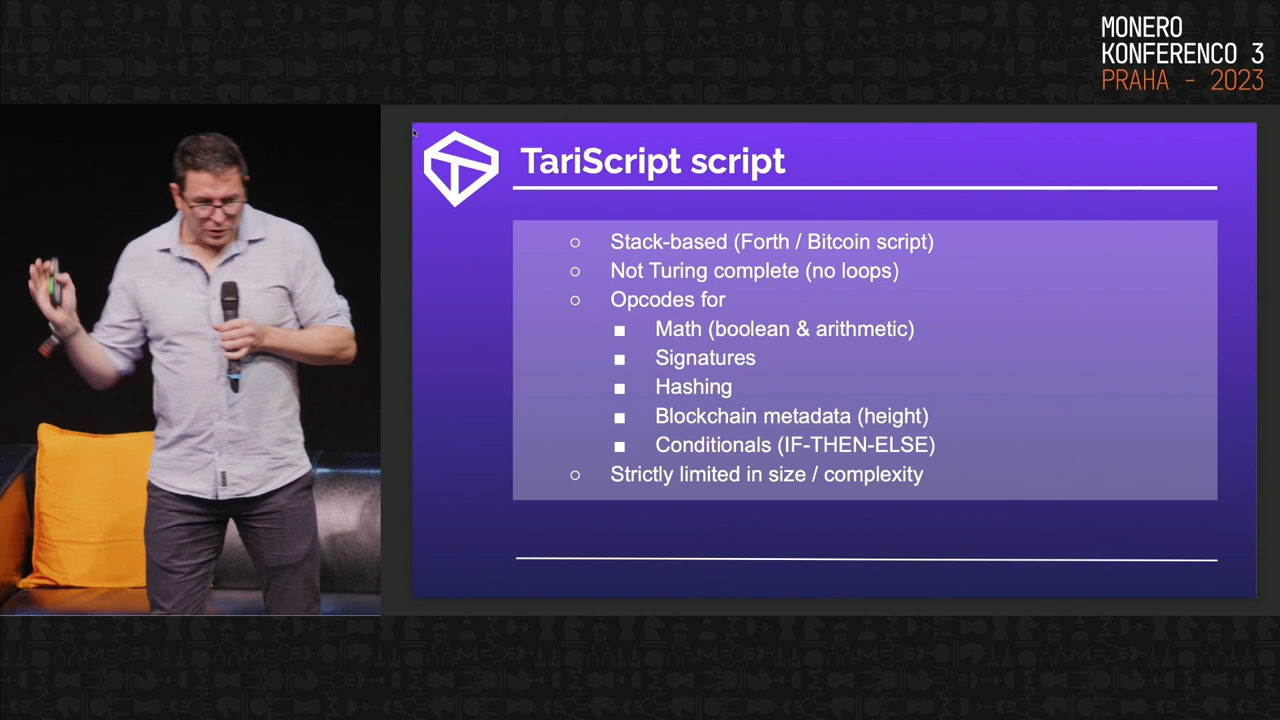 MONERO
KONFERENCO 3
PRAHA - 2023
TariScript script
○ Stack-based (Forth / Bitcoin script)
○ Not Turing complete (no loops)
○ Opcodes for
■ Math (boolean & arithmetic)
■ Signatures
■ Hashing
■ Blockchain metadata (height)
■ Conditionals (IF-THEN-ELSE)
○ Strictly limited in size / complexity